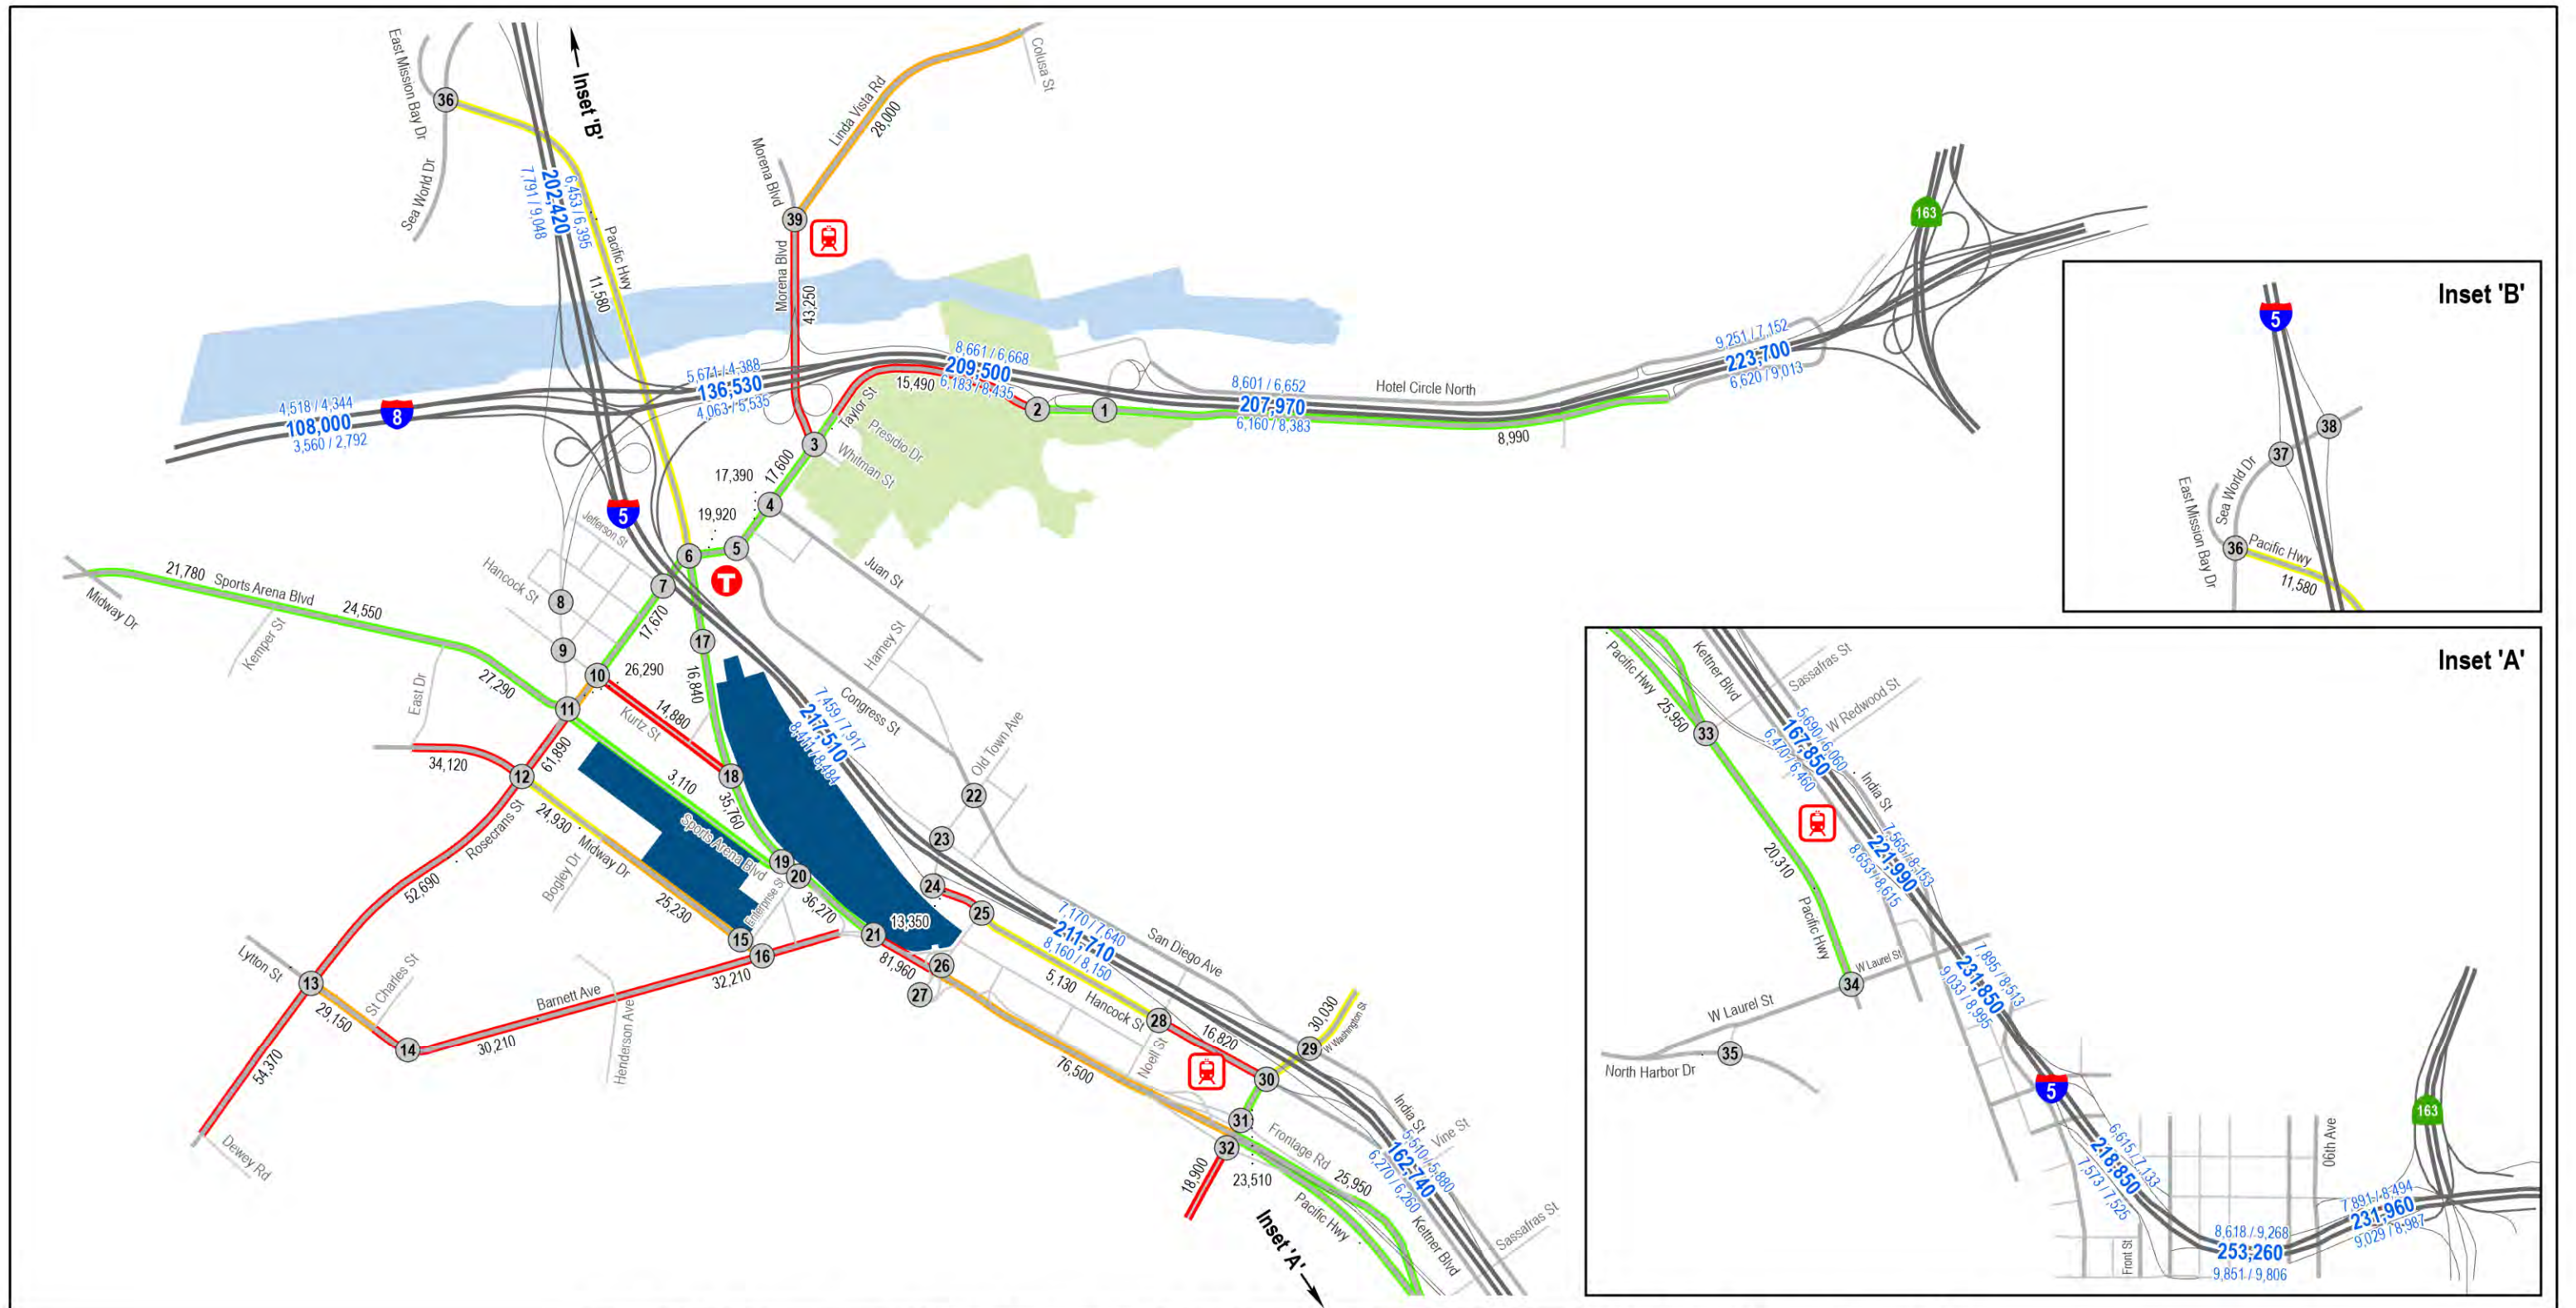 East Mission Bay Dr
36
Sea World Dr
← Inset 'B'
202,420
6,453 / 6,395
7,791 / 9,048
Pacific Hwy
11,580
Linda Vista Rd
28,000
Colusa St
Morena Blvd
39
Morena Blvd
43,250
163
4,518 / 4,344
108,000
3,560 / 2,792
8
5,671 / 4,388
136,530
4,063 / 5,535
8,661 / 6,668
209,500
6,183 / 8,435
15,490
Taylor St
2
1
8,601 / 6,652
207,970
6,160 / 8,383
Hotel Circle North
8,990
9,251 / 7,152
223,700
6,620 / 9,013
3
Presidio Dr
Whitman St
17,600
17,390
4
19,920
5
6
5
T
7
Jefferson St
Hancock St
8
9
17,670
10
26,290
17
16,840
Juan St
Harney St
Congress St
Old Town Ave
21,780
Sports Arena Blvd
24,550
Midway Dr
Kemper St
27,290
East Dr
11
Kurtz St
14,880
7,459 / 7,917
217,510
8,411 / 8,484
34,120
61,890
12
18
3,110
35,760
22
23
Rosecrans St
24,930
Midway Dr
Sports Arena Blvd
19
20
52,690
Bogley Dr
25,230
Enterprise St
36,270
24
25
13,350
21
15
16
81,960
26
27
7,170 / 7,640
211,710
8,160 / 8,150
San Diego Ave
Lytton St
13
St Charles St
29,150
14
Barnett Ave
32,210
30,210
Henderson Ave
54,370
Dewey Rd
5,130
Hancock St
28
16,820
30,030
W Washington St
29
30
Noell St
76,500
31
32
18,900
Frontage Rd
23,510
25,950
Pacific Hwy
India St
Vine St
5,510 / 5,880
162,740
6,270 / 6,260
Kettner Blvd
Sassafras St
Inset 'A' →
Inset 'B'
5
38
37
Sea World Dr
East Mission Bay Dr
36
Pacific Hwy
11,580
Inset 'A'
Pacific Hwy
Kettner Blvd
Sassafras St
W Redwood St
25,950
33
5,690 / 6,060
167,850
6,470 / 6,460
India St
7,565 / 8,153
221,990
8,653 / 8,615
20,310
Pacific Hwy
W Laurel St
34
W Laurel St
35
North Harbor Dr
7,895 / 8,513
231,850
9,033 / 8,995
5
6,615 / 7,133
218,850
7,573 / 7,525
Front St
06th Ave
163
7,891 / 8,494
231,960
9,029 / 8,987
8,618 / 9,268
253,260
9,851 / 9,806